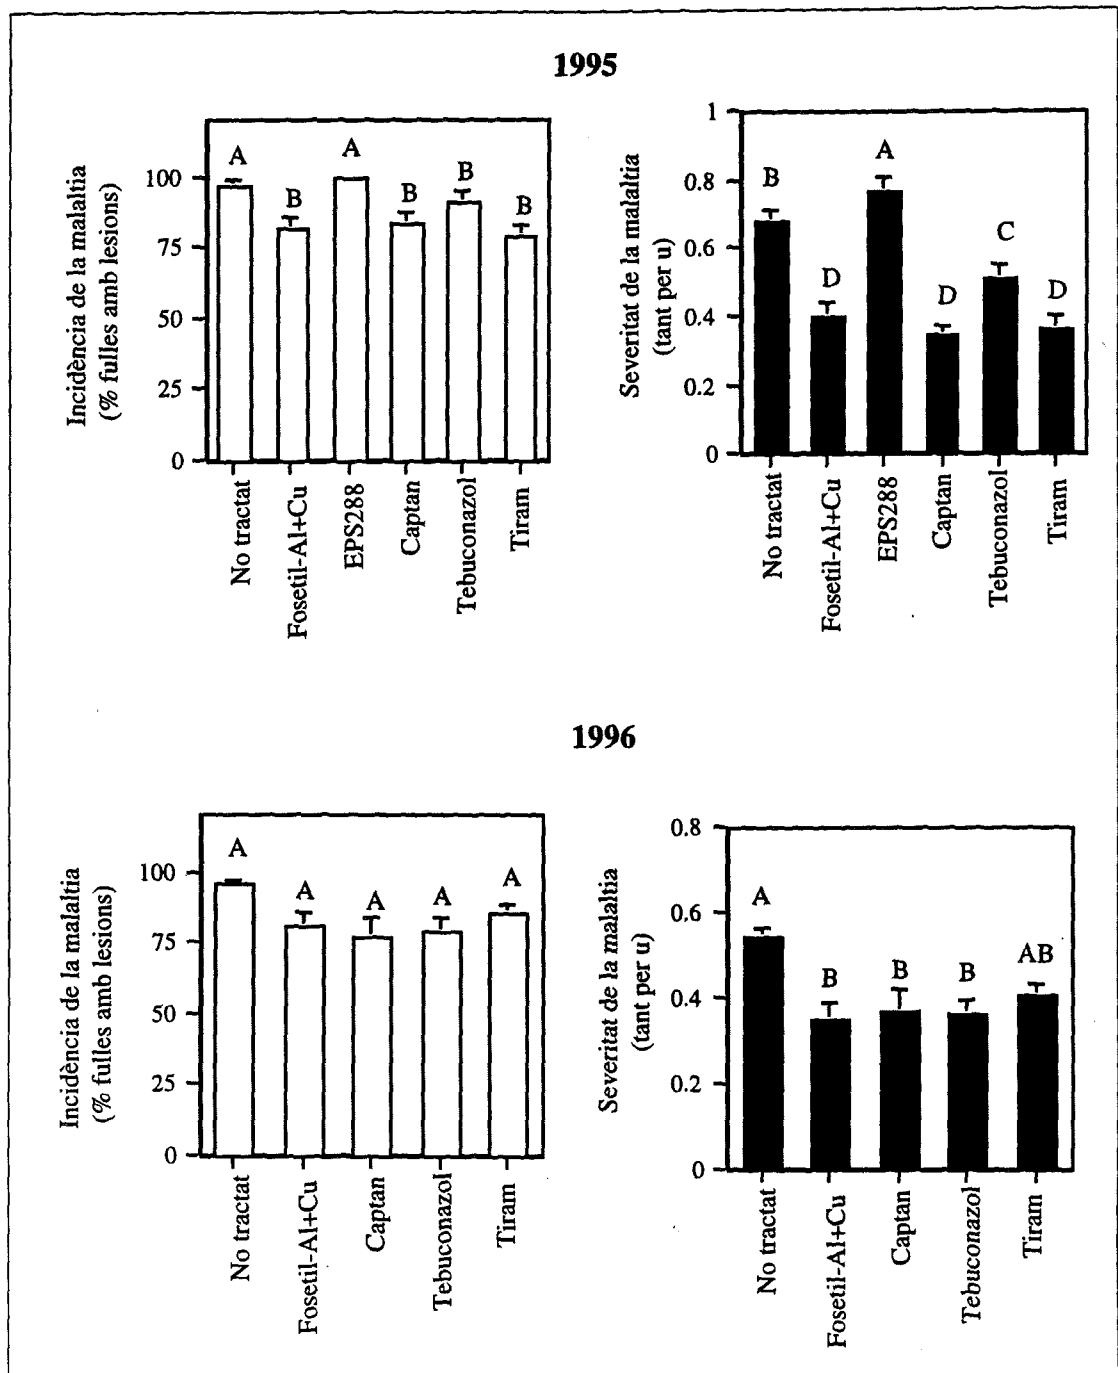 1995
Incidència de la malaltia
(% fulles amb lesions)
100
75
50
25
0
A
B
A
B
B
B
No tractat
Fosetil-Al+Cu
EPS288
Captan
Tebuconazol
Tiram
Severitat de la malaltia
(tant per u)
1
0.8
0.6
0.4
0.2
0
B
D
A
D
C
D
No tractat
Fosetil-Al+Cu
EPS288
Captan
Tebuconazol
Tiram
1996
Incidència de la malaltia
(% fulles amb lesions)
100
75
50
25
0
A
A
A
A
A
No tractat
Fosetil-Al+Cu
Captan
Tebuconazol
Tiram
Severitat de la malaltia
(tant per u)
0.8
0.6
0.4
0.2
0
A
B
B
B
AB
No tractat
Fosetil-Al+Cu
Captan
Tebuconazol
Tiram